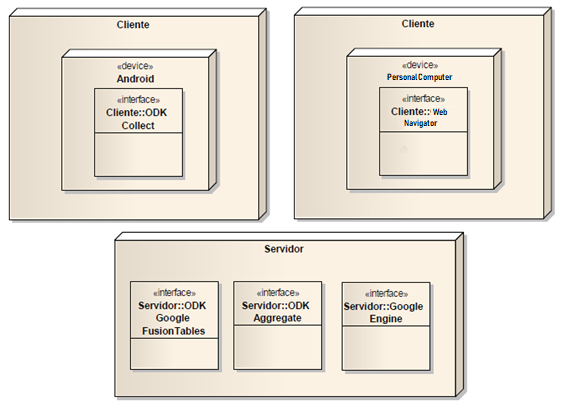 Cliente
«device»
Android
«interface»
Cliente::ODK
Collect
Cliente
«device»
PersonalComputer
«interface»
Cliente:: Web
Navigator
Servidor
«interface»
Servidor::ODK
Google
FusionTables
«interface»
Servidor::ODK
Aggregate
«interface»
Servidor::Google
Engine